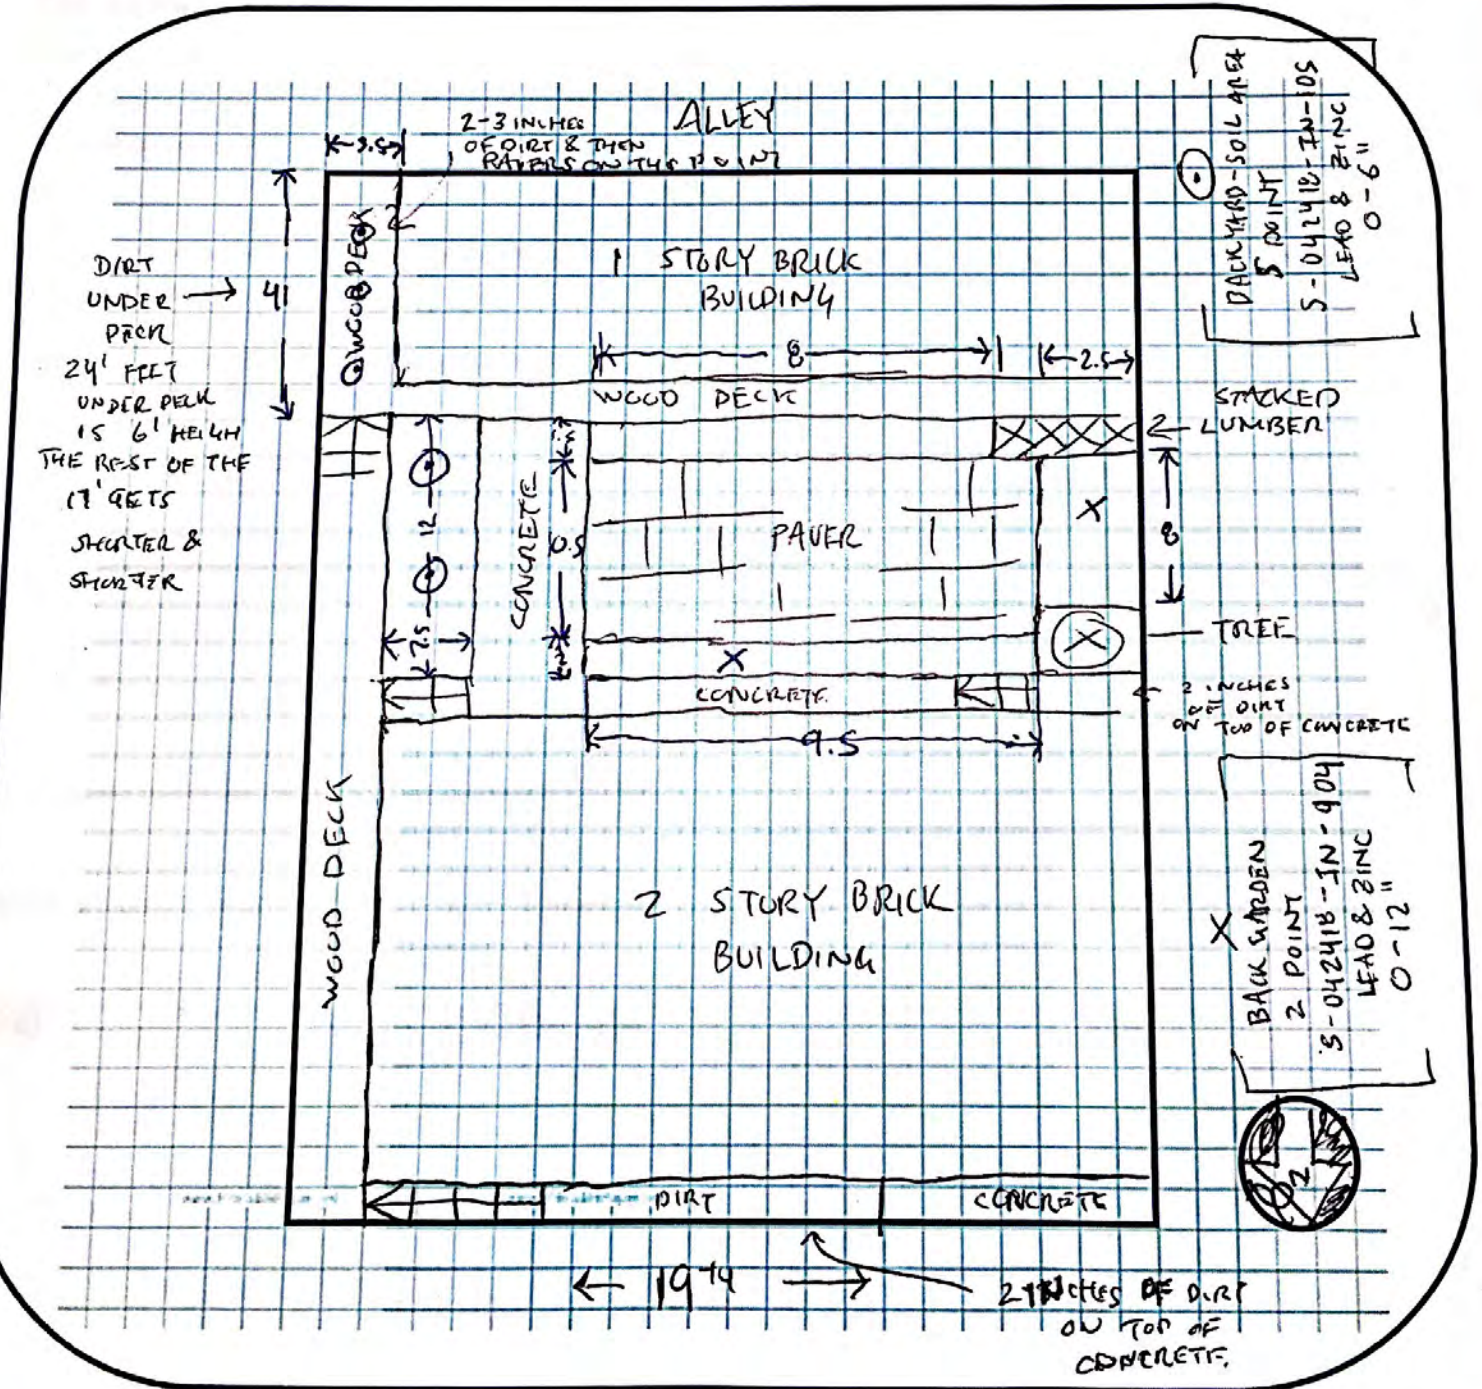 ALLEY
2-3 INCHES
OF DIRT & THEN
PAVERS ON THE POINT
3.5
WOOD DECK
1 STORY BRICK
BUILDING
DIRT
UNDER
DECK
41
24' FEET
UNDER DECK
IS 6' HEIGH
THE REST OF THE
17' GETS
SHORTER &
SHORTER
8
2.5
WOOD DECK
STACKED
LUMBER
12
7.5
CONCRETE
PAVER
8
TREE
CONCRETE
2 INCHES
OF DIRT
ON TOP OF CONCRETE
9.5
WOOD DECK
2 STORY BRICK
BUILDING
DIRT
CONCRETE
19th
2 INCHES OF DIRT
ON TOP OF
CONCRETE.
BACKYARD-SOIL AREA
5 POINT
S-042418-IN-105
LEAD & ZINC
0-6"
X
BACK GARDEN
2 POINT
S-042418-IN-904
LEAD & ZINC
0-12"